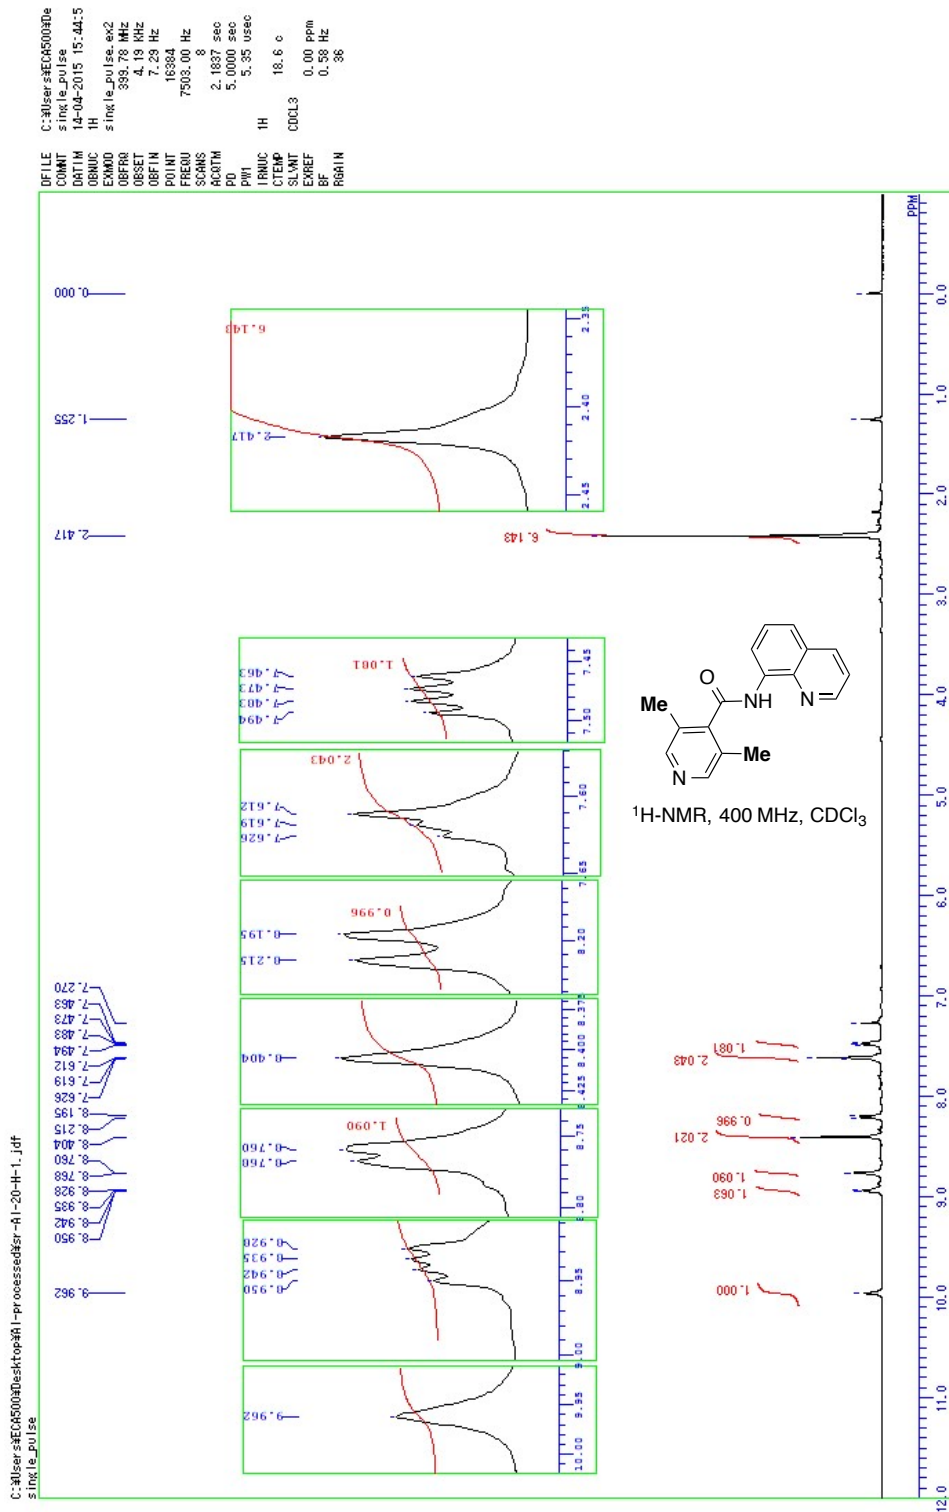 C:¥Users¥ECA500¥Desktop¥AI-processed¥sr-AI-20-H-1.jdf
single_pulse
DFILE C:¥Users¥ECA500¥De
COMNT single_pulse
DATIM 14-04-2015 15:44:5
OBNUC 1H
EXMOD single_pulse.ex2
OBFRQ 399.78 MHz
OBSET 4.19 KHz
OBFIN 7.29 Hz
POINT 16384
FREQU 7503.00 Hz
SCANS 8
ACQTM 2.1837 sec
PD 5.0000 sec
PW1 5.35 usec
IRNUC 1H
CTEMP 18.6 c
SLVNT CDCL3
EXREF 0.00 ppm
BF 0.58 Hz
RGAIN 36
9.962
8.950
8.942
8.935
8.928
8.768
8.760
8.404
8.215
8.195
7.626
7.619
7.612
7.494
7.483
7.473
7.463
7.270
2.417
1.255
0.000
9.962
10.00 9.95
8.950
8.942
8.935
8.928
9.00 8.95
8.768
8.760
1.090
8.80 8.75
8.404
8.425 8.400 8.375
8.215
8.195
0.996
8.20
7.626
7.619
7.612
2.043
7.65 7.60
7.494
7.483
7.473
7.463
1.081
7.50 7.45
2.417
6.143
2.45 2.40 2.35
6.143
Me
O
NH
N
Me
N
¹H-NMR, 400 MHz, CDCl₃
1.000
1.063
1.090
2.021
0.996
2.043
1.081
12.0 11.0 10.0 9.0 8.0 7.0 6.0 5.0 4.0 3.0 2.0 1.0 0.0
PPM